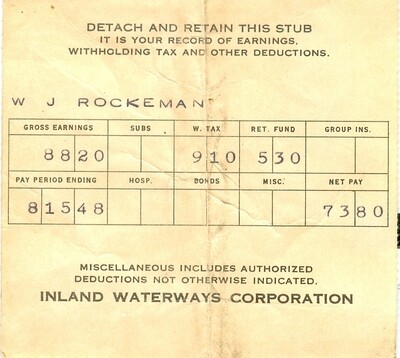 DETACH AND RETAIN THIS STUB
IT IS YOUR RECORD OF EARNINGS,
WITHHOLDING TAX AND OTHER DEDUCTIONS.
W J ROCKEMAN
GROSS EARNINGS SUBS W. TAX RET. FUND GROUP INS.
88 20 9 10 5 30
PAY PERIOD ENDING HOSP. BONDS MISC. NET PAY
8 15 48 73 80
MISCELLANEOUS INCLUDES AUTHORIZED
DEDUCTIONS NOT OTHERWISE INDICATED.
INLAND WATERWAYS CORPORATION